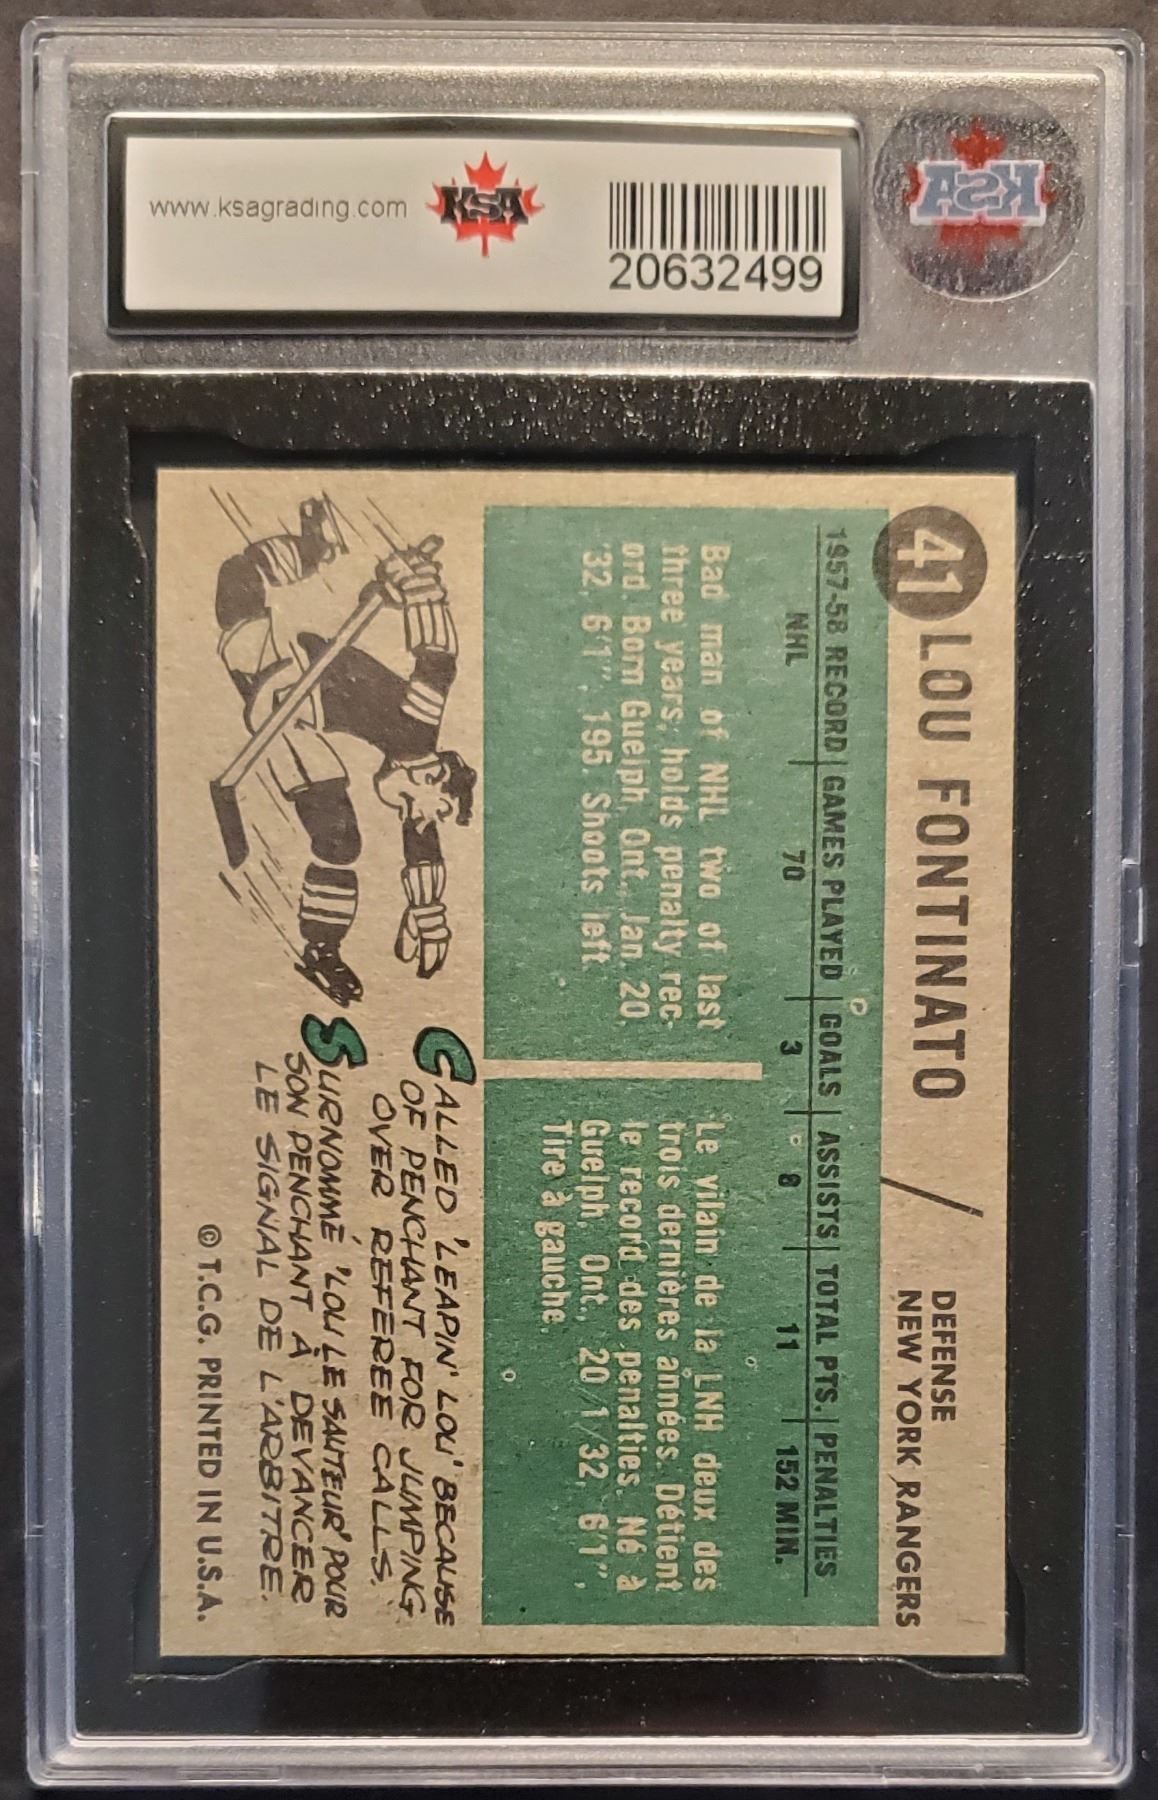 www.ksagrading.com
KSA
20632499
KSA
41
LOU FONTINATO
DEFENSE
NEW YORK RANGERS
1957-58 RECORD GAMES PLAYED GOALS ASSISTS TOTAL PTS. PENALTIES
NHL 70 3 8 11 152 MIN.
Bad man of NHL two of last
three years; holds penalty rec-
ord. Born Guelph, Ont., Jan. 20,
'32, 6'1", 195. Shoots left.
Le vilain de la LNH deux des
trois dernières années. Détient
le record des penalties. Né à
Guelph, Ont., 20/1/32, 6'1",
Tire à gauche.
CALLED 'LEAPIN' LOU' BECAUSE
OF PENCHANT FOR JUMPING
OVER REFEREE CALLS.
SURNOMMÉ 'LOU LE SAUTEUR' POUR
SON PENCHANT À DEVANCER
LE SIGNAL DE L'ARBITRE.
© T.C.G. PRINTED IN U.S.A.